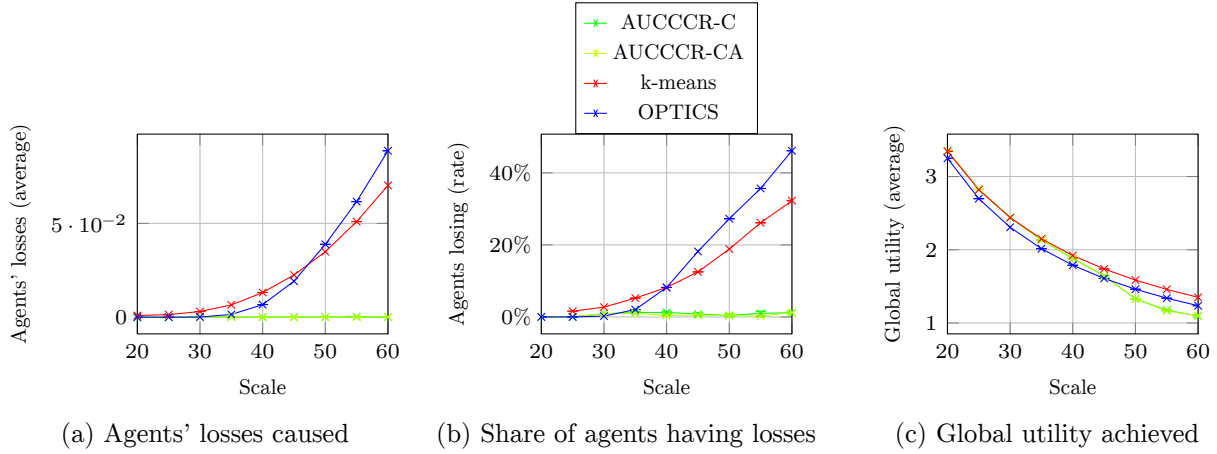 AUCCCR-C
AUCCCR-CA
k-means
OPTICS
Agents' losses (average)
5 · 10⁻²
0
20 30 40 50 60
Scale
(a) Agents' losses caused
Agents losing (rate)
40%
20%
0%
20 30 40 50 60
Scale
(b) Share of agents having losses
Global utility (average)
3
2
1
20 30 40 50 60
Scale
(c) Global utility achieved